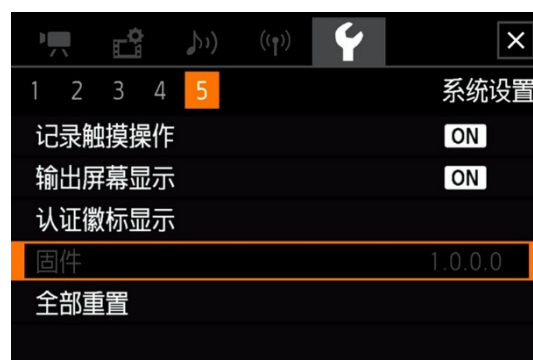 1 2 3 4 5 系统设置
记录触摸操作 ON
输出屏幕显示 ON
认证徽标显示
固件 1.0.0.0
全部重置